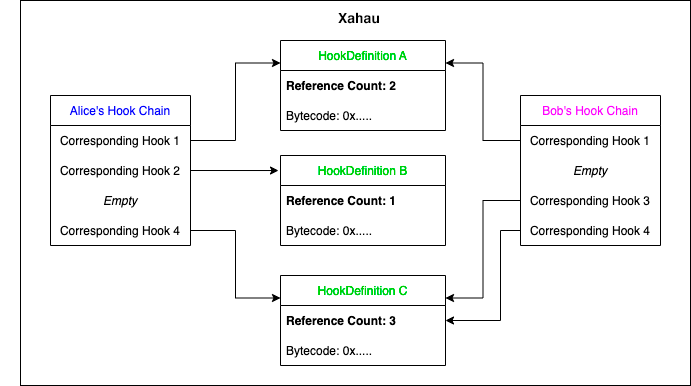 Xahau
HookDefinition A
Reference Count: 2
Bytecode: 0x.....
Alice's Hook Chain
Corresponding Hook 1
Corresponding Hook 2
Empty
Corresponding Hook 4
HookDefinition B
Reference Count: 1
Bytecode: 0x.....
Bob's Hook Chain
Corresponding Hook 1
Empty
Corresponding Hook 3
Corresponding Hook 4
HookDefinition C
Reference Count: 3
Bytecode: 0x.....